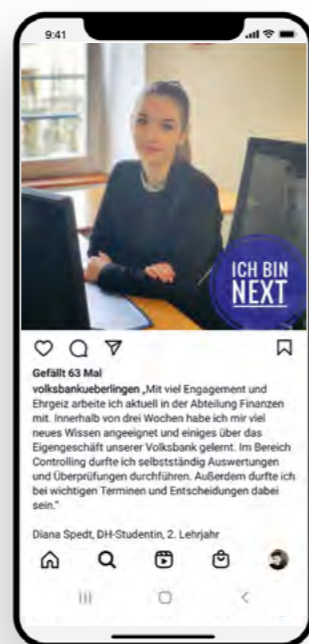 9:41
ICH BIN
NEXT
Gefällt 63 Mal
volksbankueberlingen „Mit viel Engagement und
Ehrgeiz arbeite ich aktuell in der Abteilung Finanzen
mit. Innerhalb von drei Wochen habe ich mir viel
neues Wissen angeeignet und einiges über das
Eigengeschäft unserer Volksbank gelernt. Im Bereich
Controlling durfte ich selbstständig Auswertungen
und Überprüfungen durchführen. Außerdem durfte ich
bei wichtigen Terminen und Entscheidungen dabei
sein."
Diana Spedt, DH-Studentin, 2. Lehrjahr